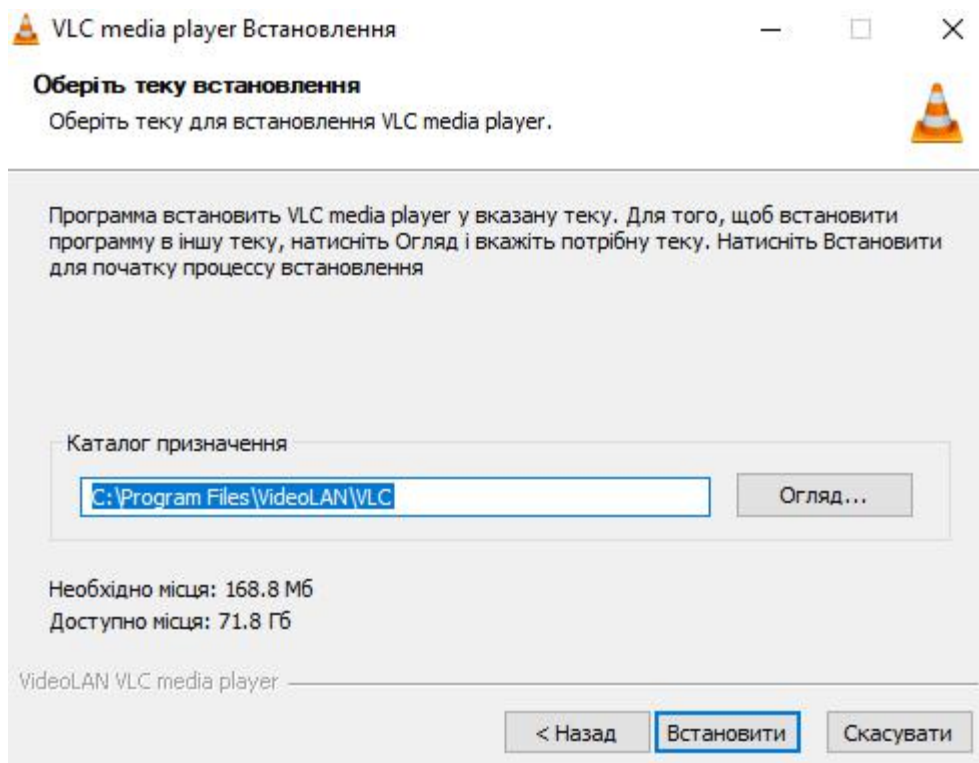 VLC media player Встановлення
Оберіть теку встановлення
Оберіть теку для встановлення VLC media player.
Программа встановить VLC media player у вказану теку. Для того, щоб встановити
программу в іншу теку, натисніть Огляд і вкажіть потрібну теку. Натисніть Встановити
для початку процессу встановлення
Каталог призначення
C:\Program Files\VideoLAN\VLC
Огляд...
Необхідно місця: 168.8 Мб
Доступно місця: 71.8 Гб
VideoLAN VLC media player
< Назад
Встановити
Скасувати